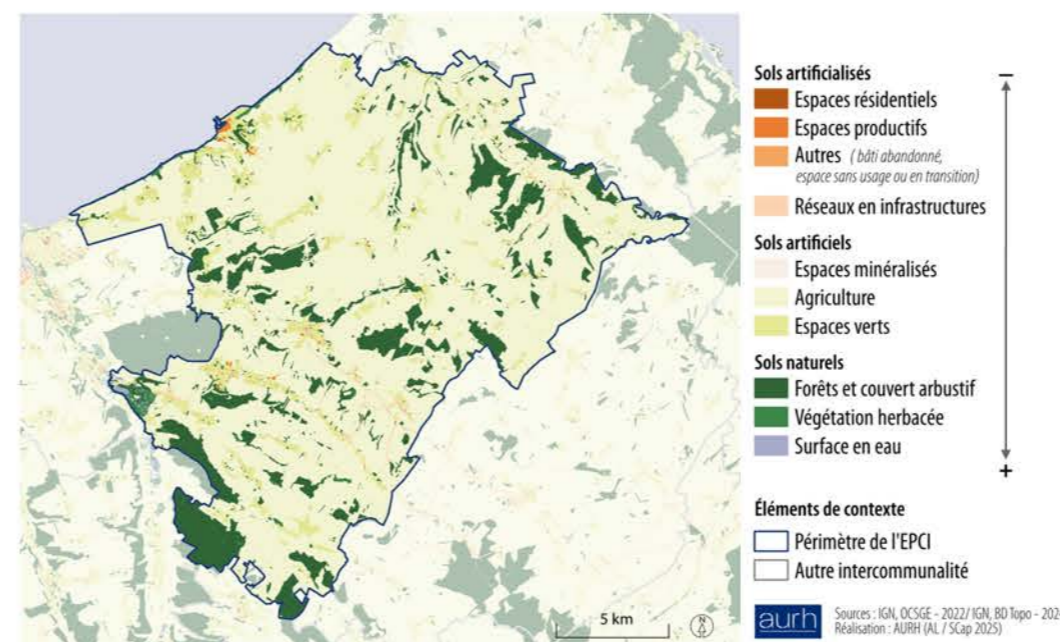 Sols artificialisés
Espaces résidentiels
Espaces productifs
Autres ( bâti abandonné,
espace sans usage ou en transition)
Réseaux en infrastructures
Sols artificiels
Espaces minéralisés
Agriculture
Espaces verts
Sols naturels
Forêts et couvert arbustif
Végétation herbacée
Surface en eau
−
+
Éléments de contexte
Périmètre de l'EPCI
Autre intercommunalité
5 km
N
aurh
Sources : IGN, OCSGE - 2022/ IGN, BD Topo -
Réalisation : AURH (AL / SCap 2025)